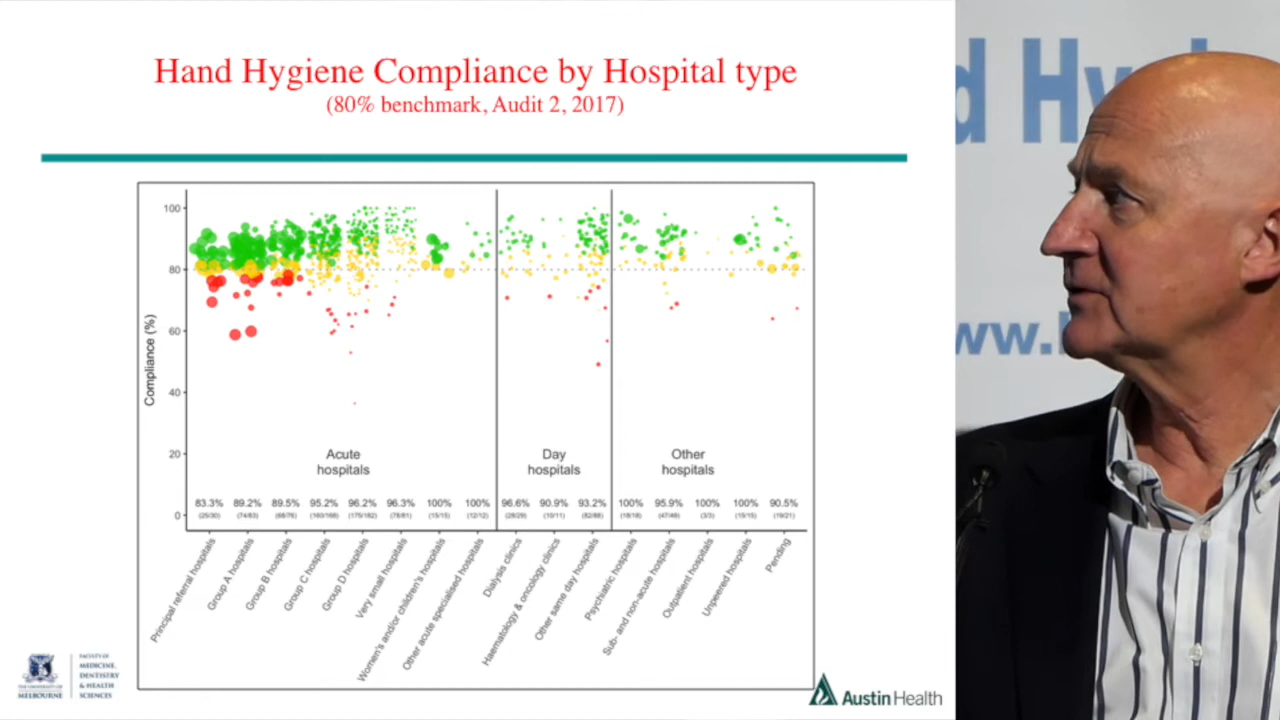 Hand Hygiene Compliance by Hospital type
(80% benchmark, Audit 2, 2017)
d Hy
ww.
100
80
60
40
20
0
Compliance (%)
Acute
hospitals
Day
hospitals
Other
hospitals
83.3% 89.2% 89.5% 95.2% 96.2% 96.3% 100% 100% 96.6% 90.9% 93.2% 100% 95.9% 100% 100% 90.5%
(25/30) (74/83) (68/76) (160/168) (175/182) (78/81) (15/15) (12/12) (28/29) (10/11) (82/88) (18/18) (47/49) (3/3) (15/15) (19/21)
Principal referral hospitals
Group A hospitals
Group B hospitals
Group C hospitals
Group D hospitals
Very small hospitals
Women's and/or children's hospitals
Other acute specialised hospitals
Dialysis clinics
Haematology & oncology clinics
Other same day hospitals
Psychiatric hospitals
Sub- and non-acute hospitals
Outpatient hospitals
Unpeered hospitals
Pending
THE UNIVERSITY OF
MELBOURNE
FACULTY OF
MEDICINE,
DENTISTRY
& HEALTH
SCIENCES
Austin Health